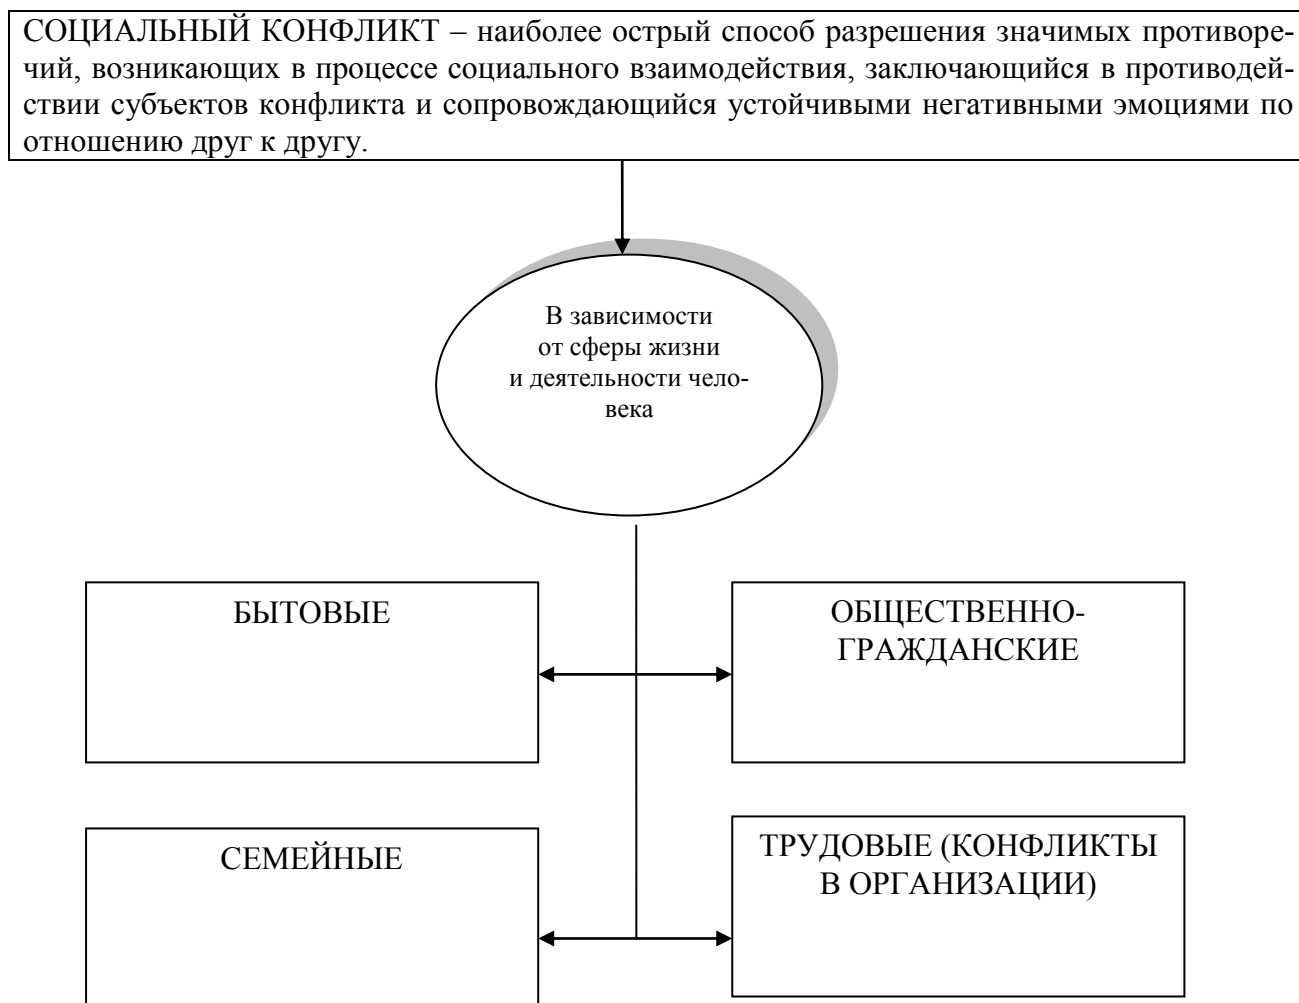 СОЦИАЛЬНЫЙ КОНФЛИКТ – наиболее острый способ разрешения значимых противоре-
чий, возникающих в процессе социального взаимодействия, заключающийся в противодей-
ствии субъектов конфликта и сопровождающийся устойчивыми негативными эмоциями по
отношению друг к другу.
В зависимости
от сферы жизни
и деятельности чело-
века
БЫТОВЫЕ
ОБЩЕСТВЕННО-
ГРАЖДАНСКИЕ
СЕМЕЙНЫЕ
ТРУДОВЫЕ (КОНФЛИКТЫ
В ОРГАНИЗАЦИИ)